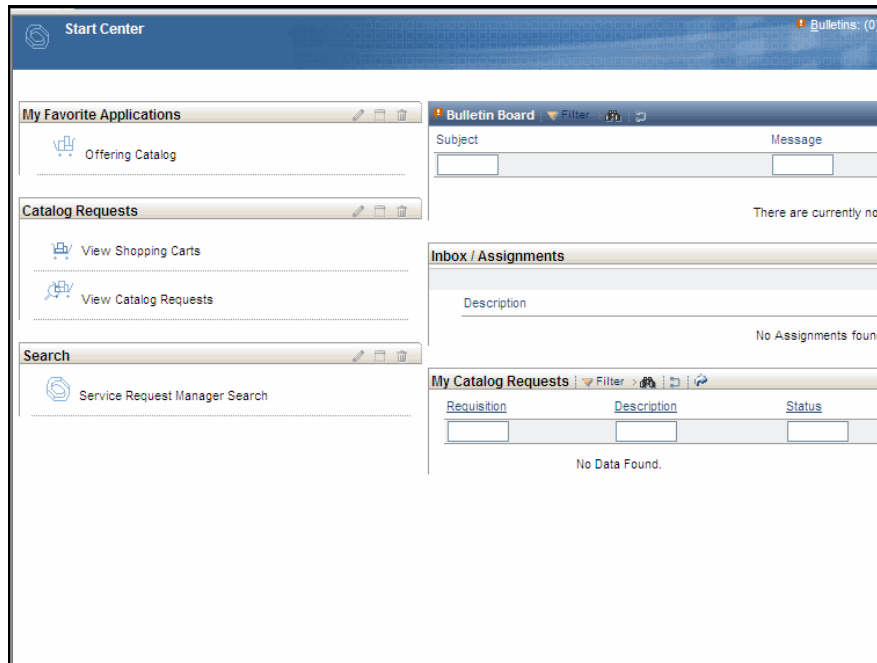 Start Center
Bulletins: (0
My Favorite Applications
Offering Catalog
Catalog Requests
View Shopping Carts
View Catalog Requests
Search
Service Request Manager Search
Bulletin Board Filter
Subject Message
There are currently no
Inbox / Assignments
Description
No Assignments foun
My Catalog Requests Filter
Requisition Description Status
No Data Found.